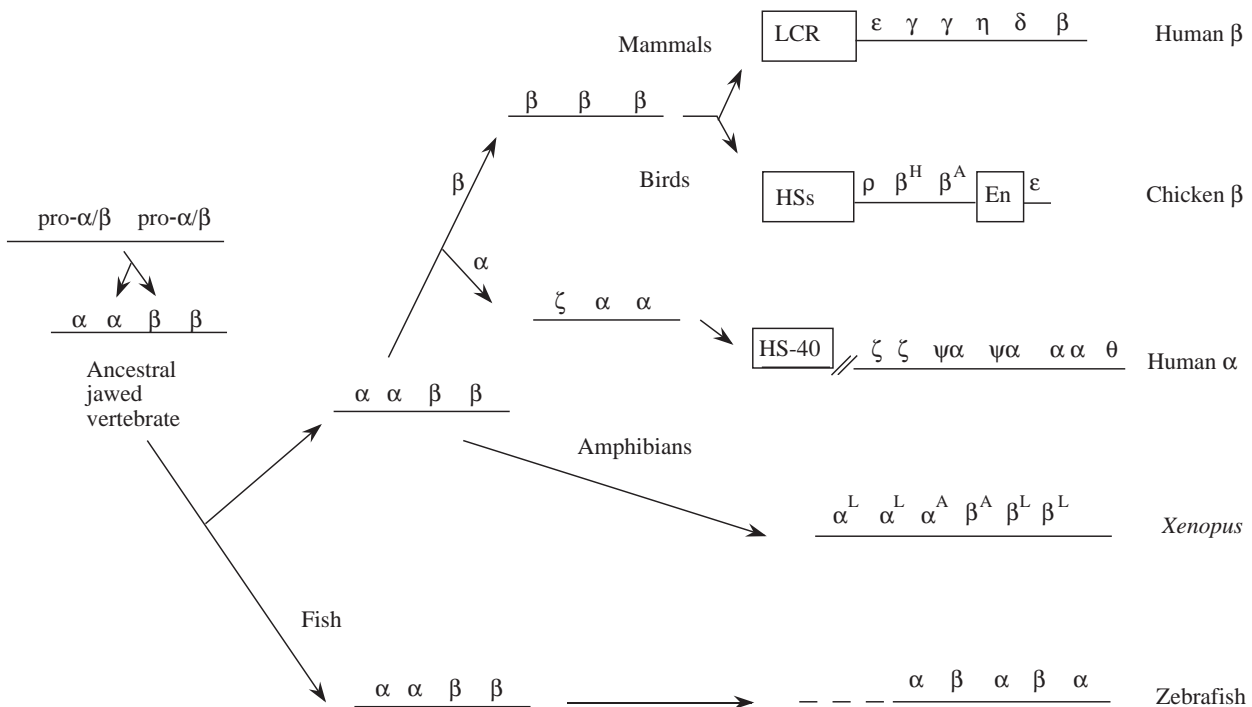 Mammals
LCR ε γ γ η δ β
Human β
β β β
Birds
HSs ρ β^H β^A En ε
Chicken β
β
α
pro-α/β pro-α/β
α α β β
Ancestral
jawed
vertebrate
ζ α α
HS-40 ζ ζ ψα ψα α α θ
Human α
α α β β
Amphibians
α^L α^L α^A β^A β^L β^L
Xenopus
Fish
α α β β
α β α β α
Zebrafish